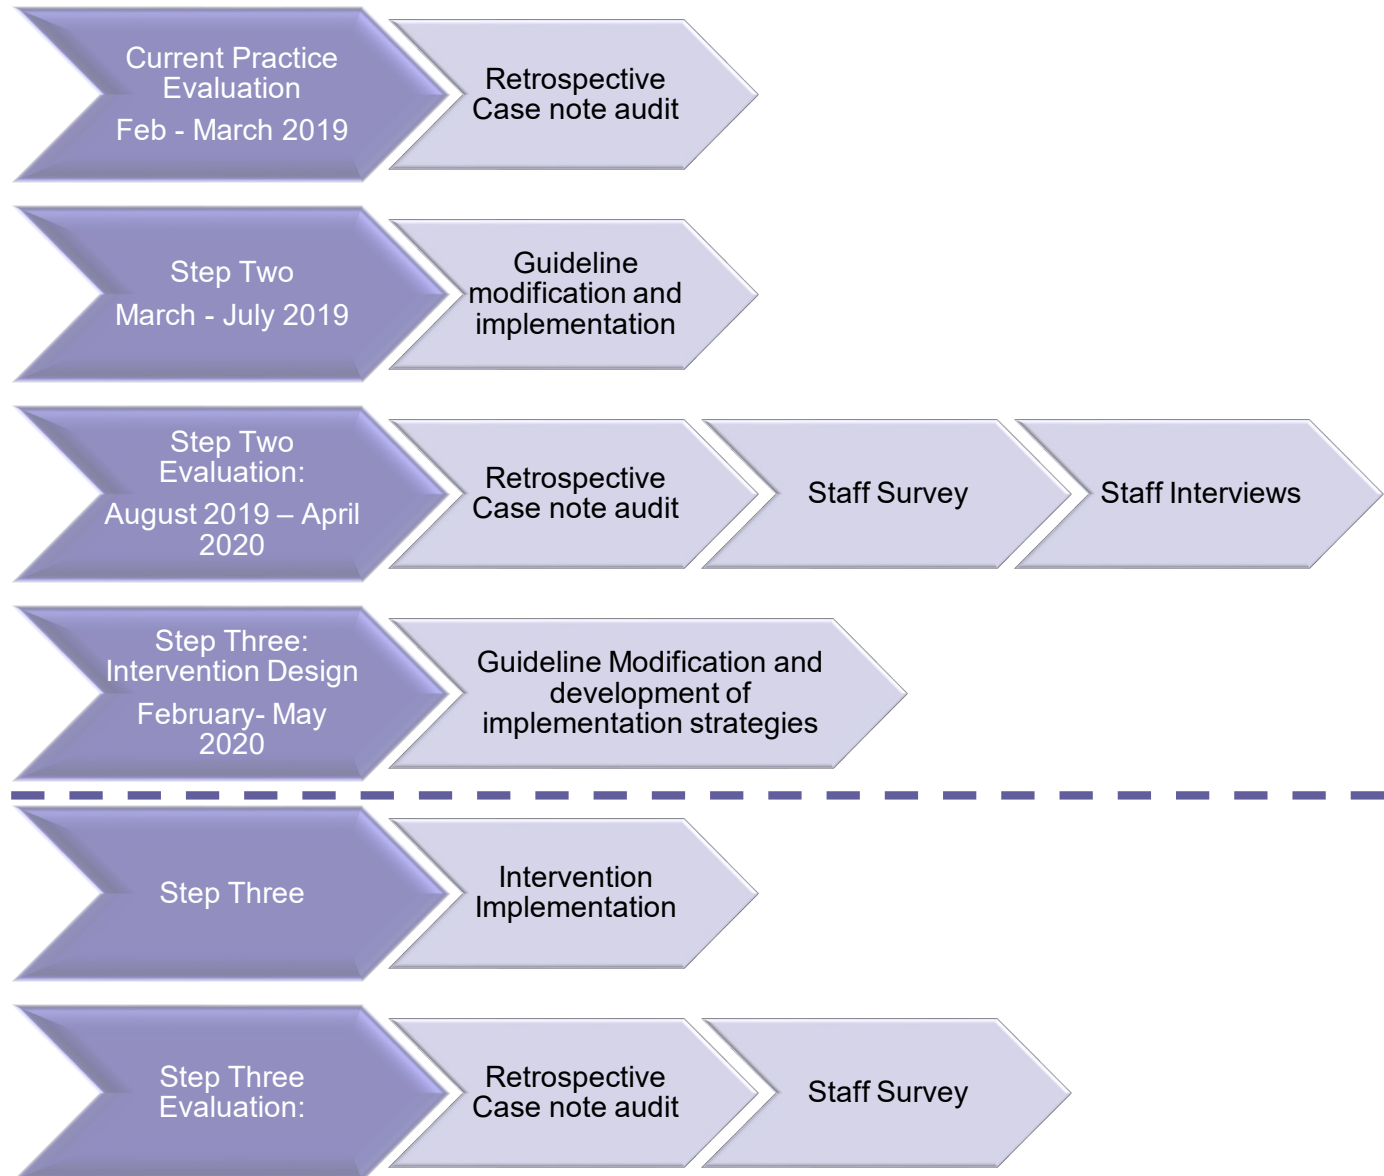 Current Practice
Evaluation
Feb - March 2019
Retrospective
Case note audit
Step Two
March - July 2019
Guideline
modification and
implementation
Step Two
Evaluation:
August 2019 – April
2020
Retrospective
Case note audit
Staff Survey
Staff Interviews
Step Three:
Intervention Design
February- May
2020
Guideline Modification and
development of
implementation strategies
Step Three
Intervention
Implementation
Step Three
Evaluation:
Retrospective
Case note audit
Staff Survey